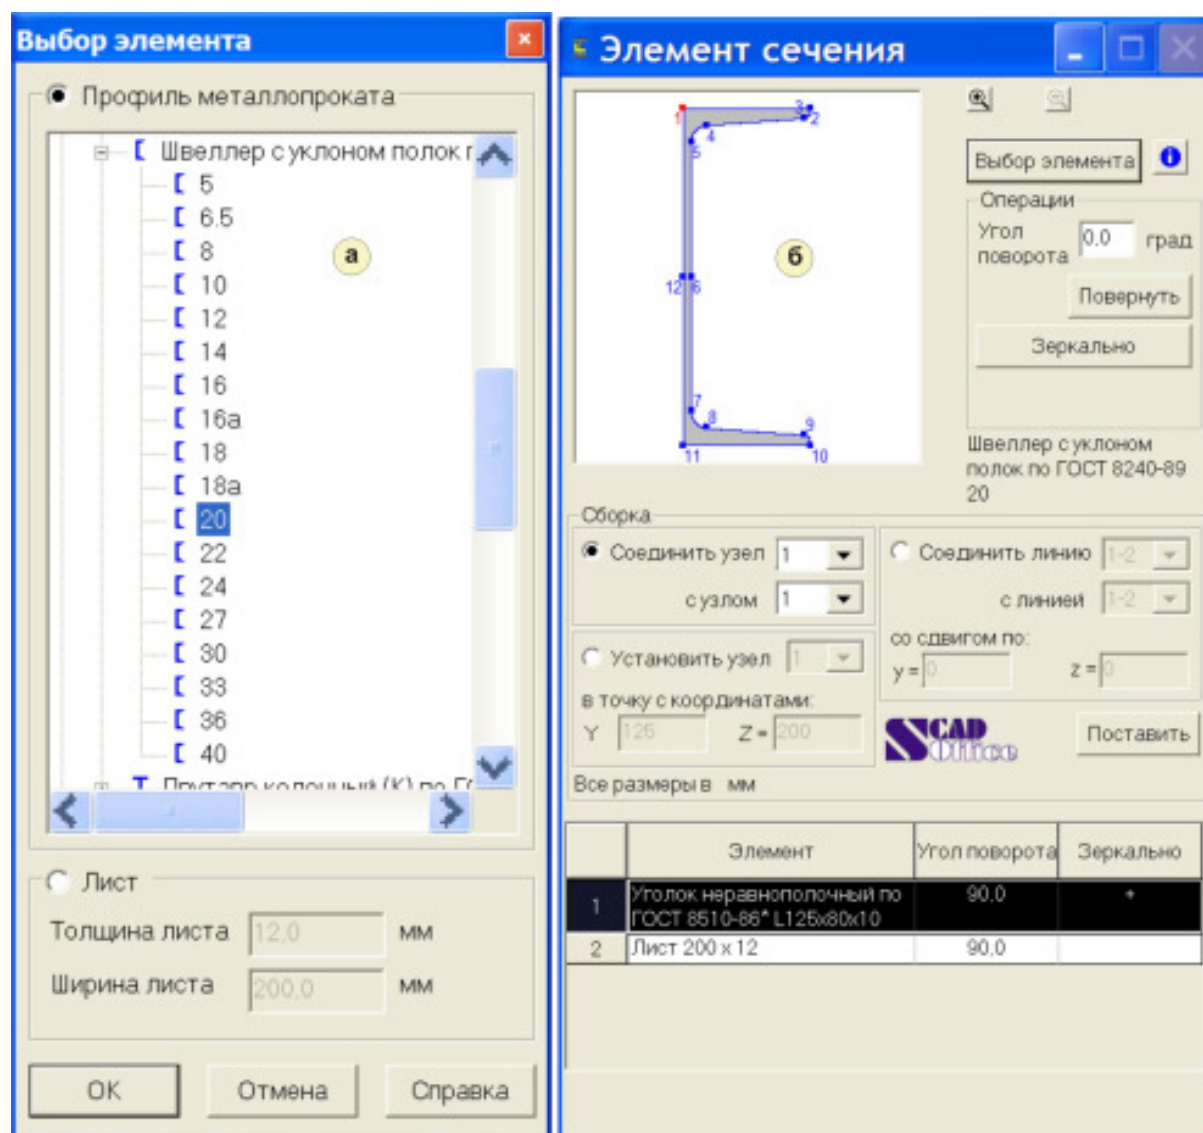 Выбор элемента
Профиль металлопроката
Швеллер с уклоном полок г
5
6.5
8
а
10
12
14
16
16а
18
18а
20
22
24
27
30
33
36
40
(К) по
Лист
Толщина листа 12,0 мм
Ширина листа 200,0 мм
ОК Отмена Справка
Элемент сечения
1 3 2
4
5
б
12 6
7
8 9
11 10
Выбор элемента
Операции
Угол
поворота 0.0 град
Повернуть
Зеркально
Швеллер с уклоном
полок по ГОСТ 8240-89
20
Сборка
Соединить узел 1
с узлом 1
Соединить линию 1-2
с линией 1-2
со сдвигом по:
y = 0 z = 0
Установить узел 1
в точку с координатами:
Y 125 Z = 200
SCAD
Office
Поставить
Все размеры в мм
Элемент Угол поворота Зеркально
1 Уголок неравнополочный по 90.0 +
ГОСТ 8510-86* L125x80x10
2 Лист 200 x 12 90,0